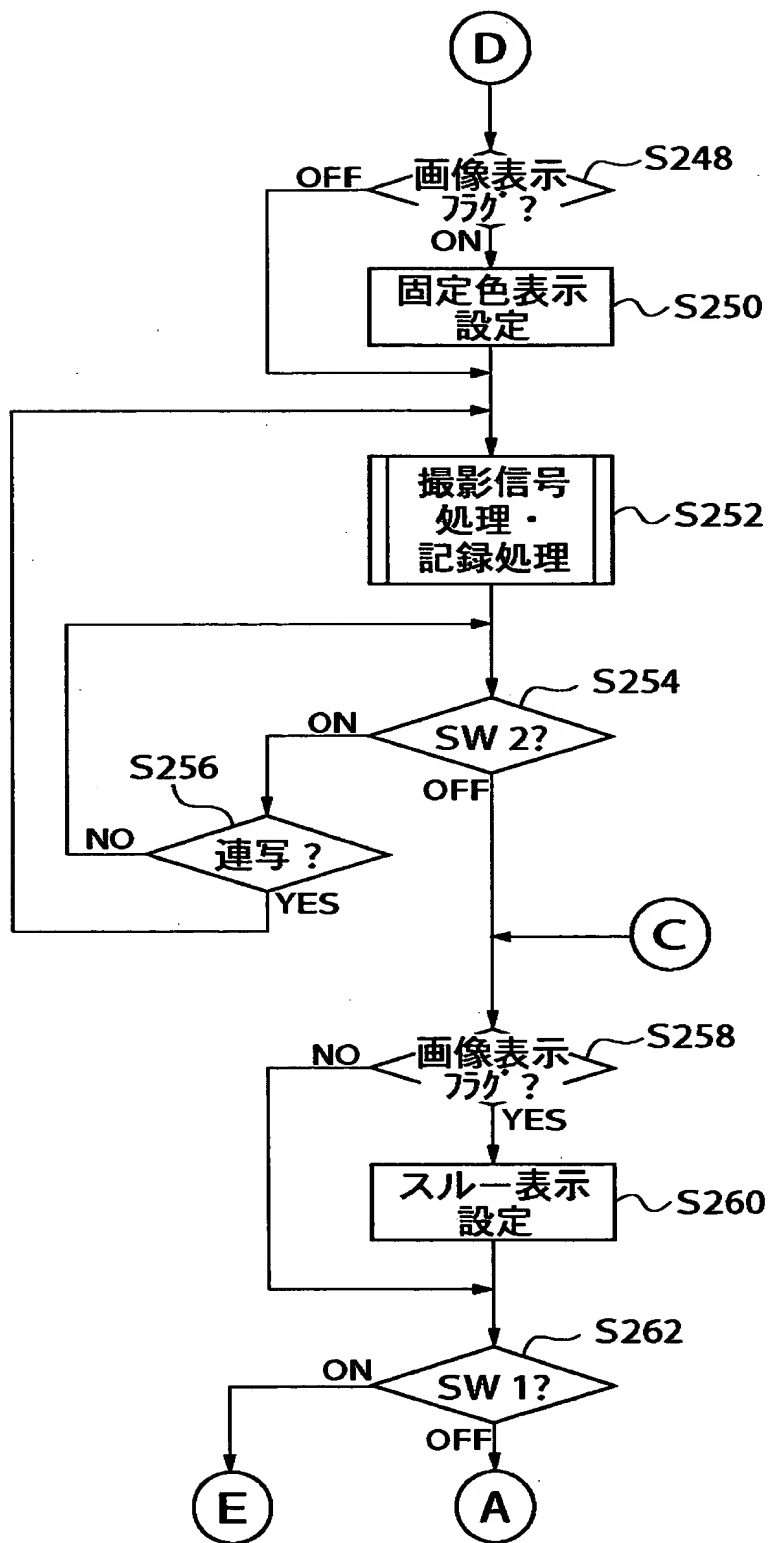 D
S248
OFF
画像表示
フラグ ?
ON
固定色表示
設定
S250
撮影信号
処理・
記録処理
S252
S254
ON
SW 2?
OFF
S256
NO
連写 ?
YES
C
S258
NO
画像表示
フラグ ?
YES
スルー表示
設定
S260
S262
ON
SW 1?
OFF
E
A